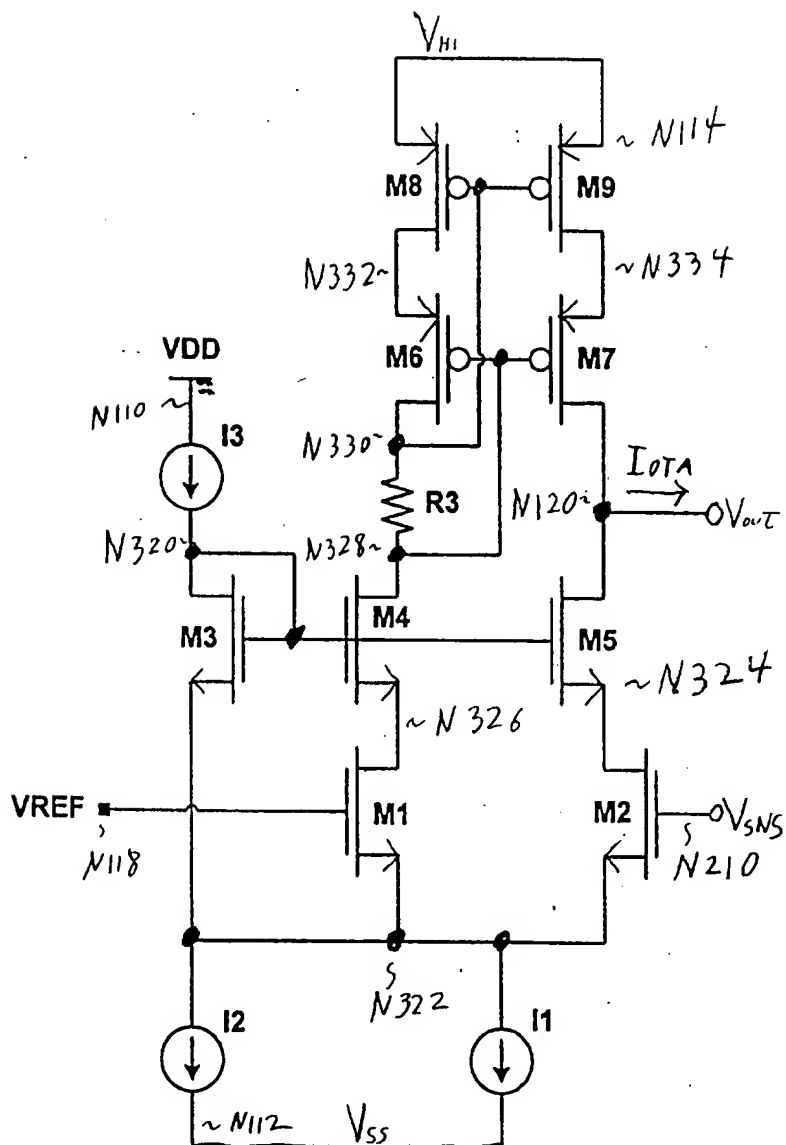 VHI
~ N114
M8
M9
N332~
~N334
VDD
M6
M7
N110~
N330~
I3
IOTA
R3
N120~
VOUT
N320~
N328~
M3
M4
M5
~N324
~N326
VREF
M1
M2
VSNS
N118
N210
N322
I2
I1
~N112
VSS